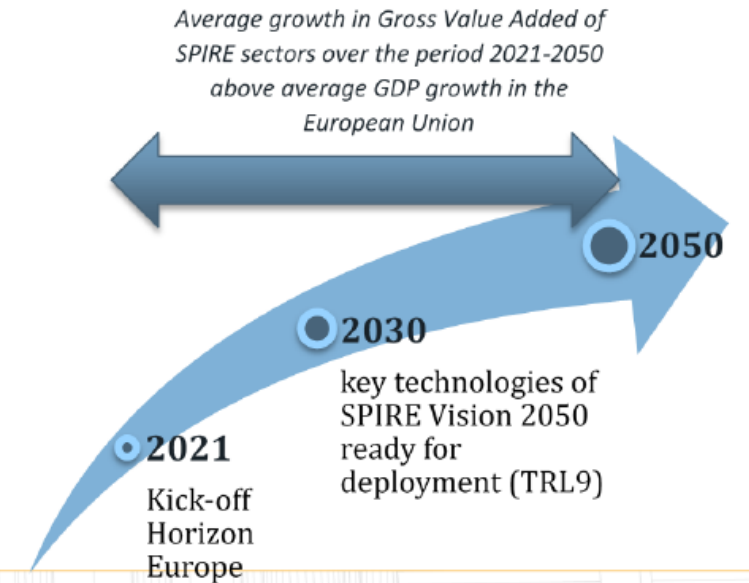 Average growth in Gross Value Added of
SPIRE sectors over the period 2021-2050
above average GDP growth in the
European Union
2050
2030
key technologies of
SPIRE Vision 2050
ready for
deployment (TRL9)
2021
Kick-off
Horizon
Europe